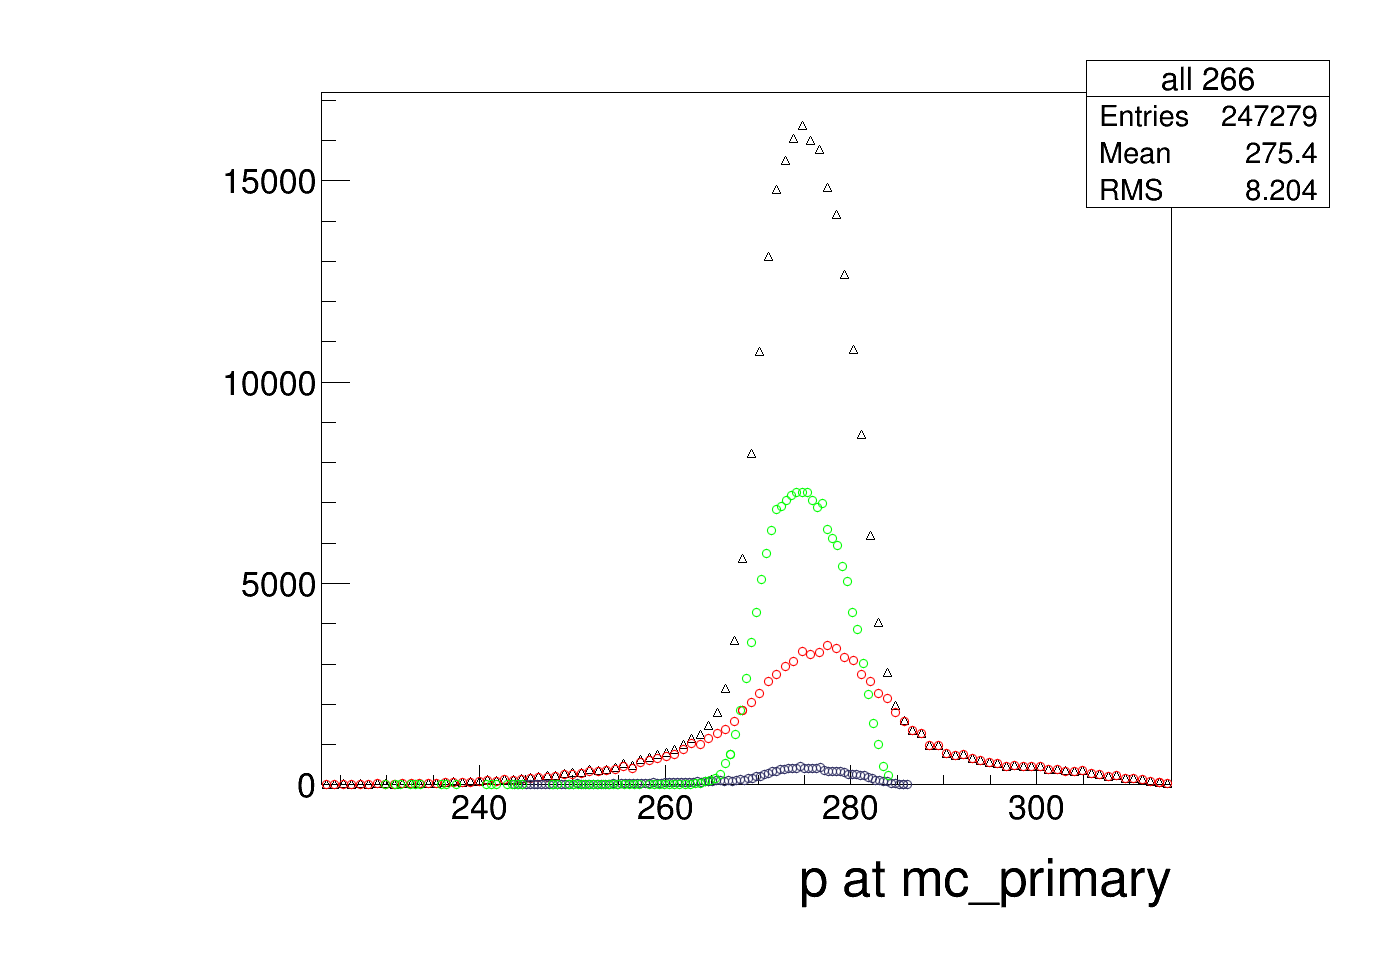 all 266
Entries 247279
Mean 275.4
RMS 8.204
15000
10000
5000
0
240 260 280 300
p at mc_primary